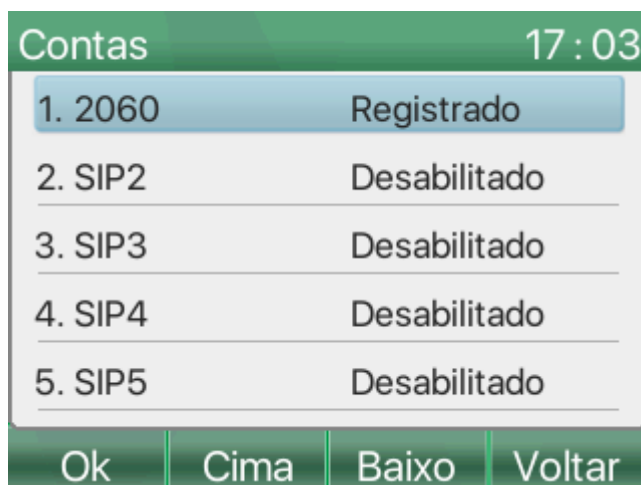 Contas 17:03
1. 2060 Registrado
2. SIP2 Desabilitado
3. SIP3 Desabilitado
4. SIP4 Desabilitado
5. SIP5 Desabilitado
Ok Cima Baixo Voltar